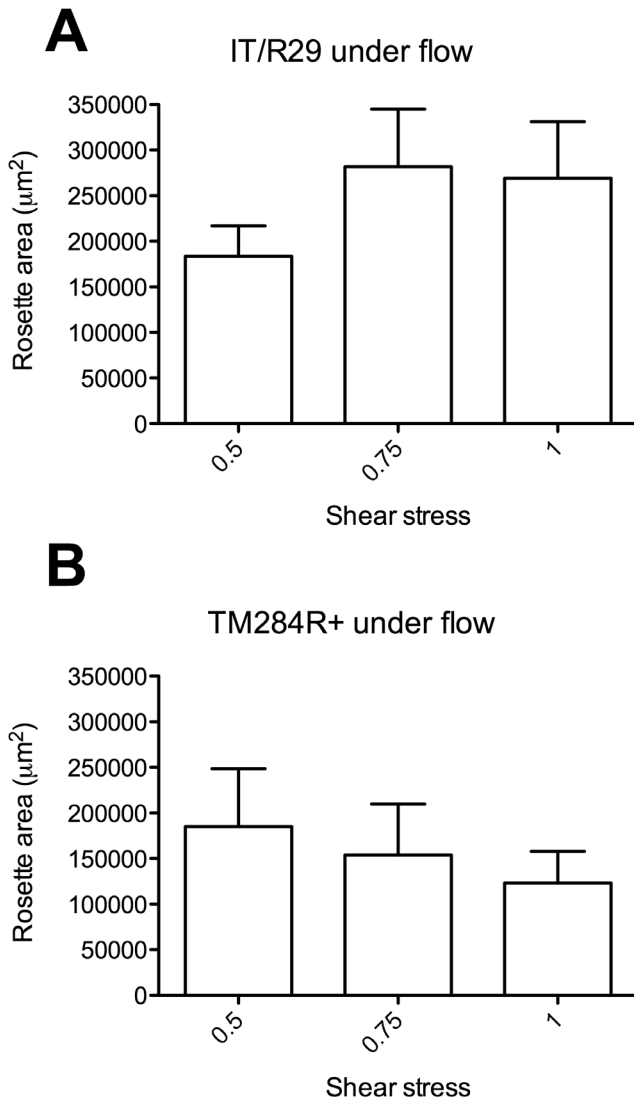 A
IT/R29 under flow
350000
300000
250000
200000
150000
100000
50000
0
Rosette area (μm²)
0.5
0.75
1
Shear stress
B
TM284R+ under flow
350000
300000
250000
200000
150000
100000
50000
0
Rosette area (μm²)
0.5
0.75
1
Shear stress